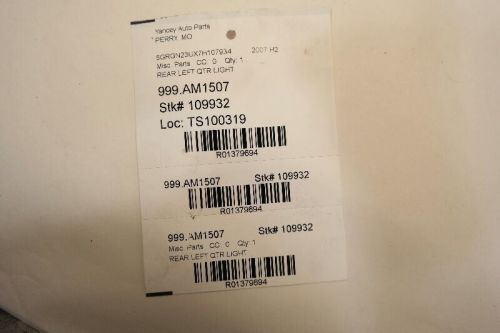 Yancey Auto Parts
PERRY, MO
5GRGN23UX7H107934 2007 H2
Misc. Parts CC: 0 Qty: 1
REAR LEFT QTR LIGHT
999.AM1507
Stk# 109932
Loc: TS100319
R01379694
999.AM1507 Stk# 109932
R01379694
999.AM1507 Stk# 109932
Misc. Parts CC: 0 Qty: 1
REAR LEFT QTR LIGHT
R01379694